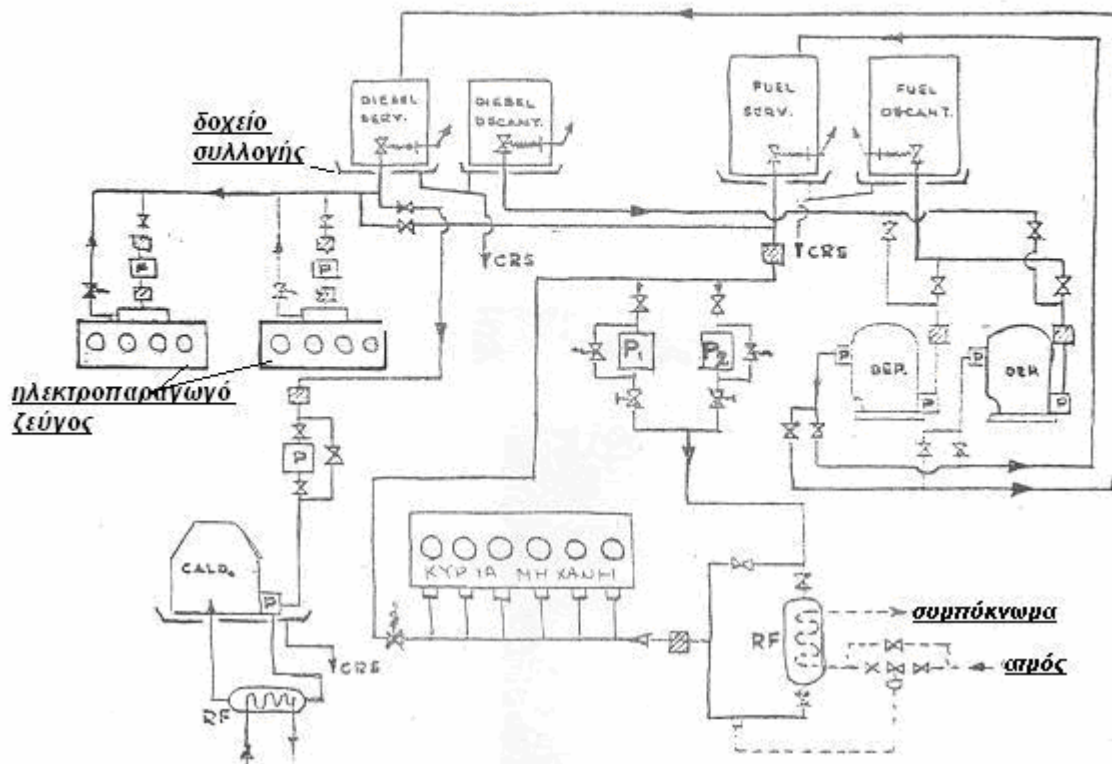 DIESEL
SERV.
DIESEL
DECANT.
FUEL
SERV.
FUEL
DECANT.
δοχείο
συλλογής
CRS
CRS
P
P
P₁
P₂
P
DEP.
P
P
DEP.
P
ηλεκτροπαραγωγό
ζεύγος
P
CALD.
P
ΚΥΡΙΑ ΜΗΧΑΝΗ
CRS
RF
RF
συμπύκνωμα
ατμός